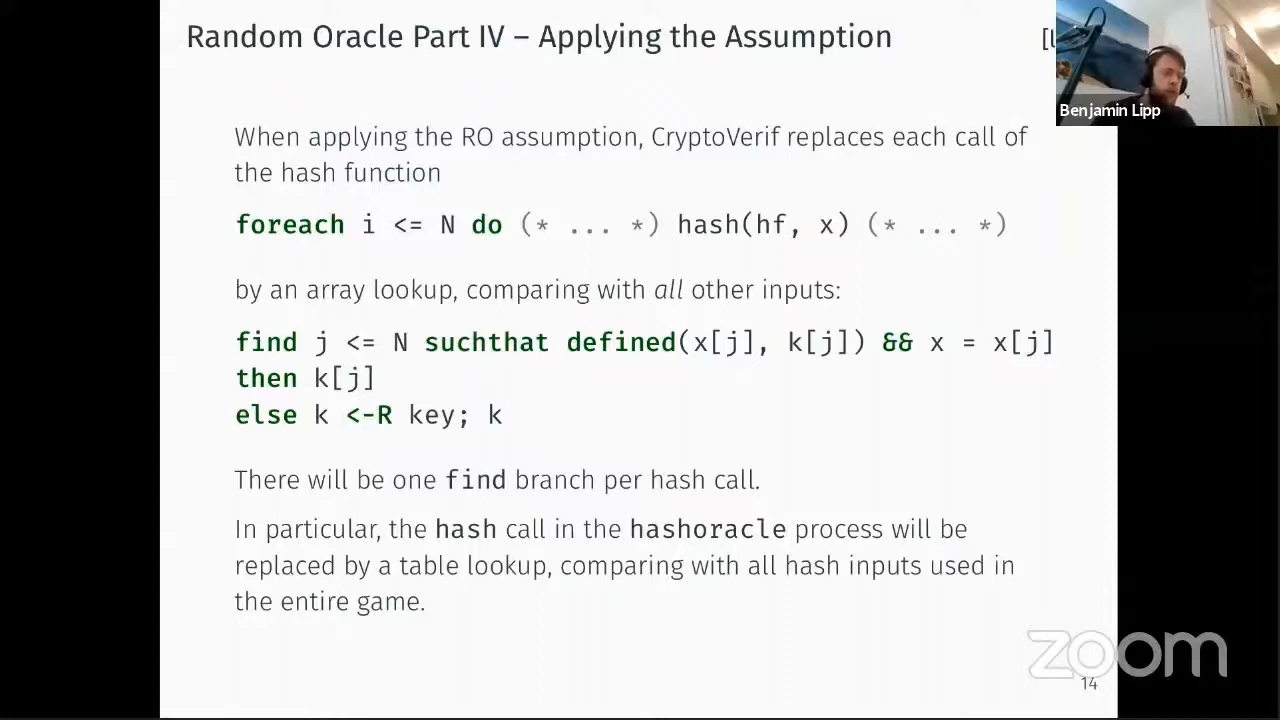 Random Oracle Part IV – Applying the Assumption
Benjamin Lipp
When applying the RO assumption, CryptoVerif replaces each call of
the hash function
foreach i <= N do (* ... *) hash(hf, x) (* ... *)
by an array lookup, comparing with all other inputs:
find j <= N suchthat defined(x[j], k[j]) && x = x[j]
then k[j]
else k <-R key; k
There will be one find branch per hash call.
In particular, the hash call in the hashoracle process will be
replaced by a table lookup, comparing with all hash inputs used in
the entire game.
zoom
14